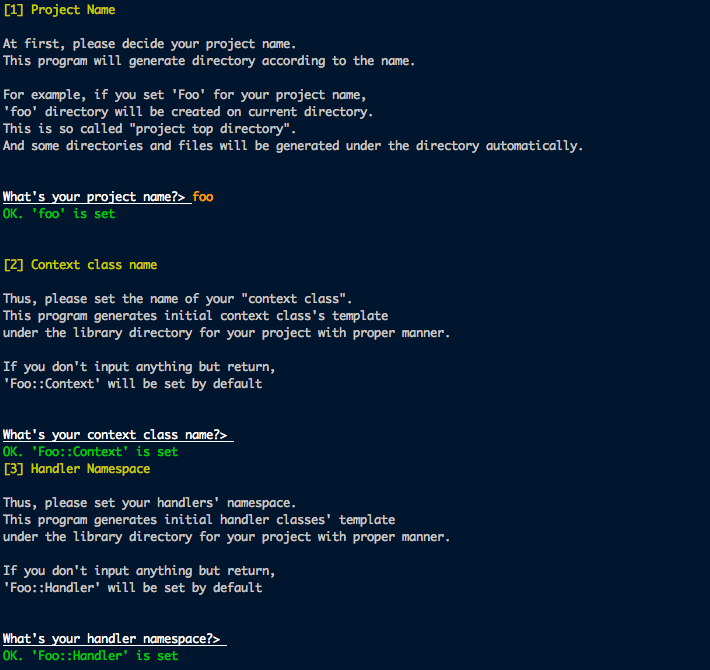 [1] Project Name
At first, please decide your project name.
This program will generate directory according to the name.
For example, if you set 'Foo' for your project name,
'foo' directory will be created on current directory.
This is so called "project top directory".
And some directories and files will be generated under the directory automatically.
What's your project name?> foo
OK. 'foo' is set
[2] Context class name
Thus, please set the name of your "context class".
This program generates initial context class's template
under the library directory for your project with proper manner.
If you don't input anything but return,
'Foo::Context' will be set by default
What's your context class name?>
OK. 'Foo::Context' is set
[3] Handler Namespace
Thus, please set your handlers' namespace.
This program generates initial handler classes' template
under the library directory for your project with proper manner.
If you don't input anything but return,
'Foo::Handler' will be set by default
What's your handler namespace?>
OK. 'Foo::Handler' is set